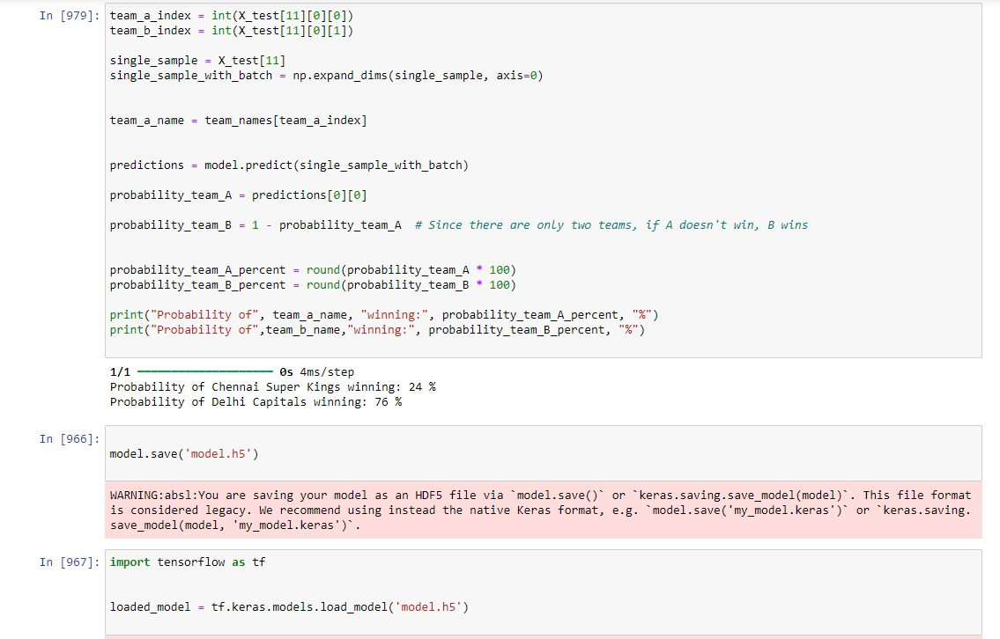 In [979]: team_a_index = int(X_test[11][0][0])
team_b_index = int(X_test[11][0][1])
single_sample = X_test[11]
single_sample_with_batch = np.expand_dims(single_sample, axis=0)
team_a_name = team_names[team_a_index]
predictions = model.predict(single_sample_with_batch)
probability_team_A = predictions[0][0]
probability_team_B = 1 - probability_team_A  # Since there are only two teams, if A doesn't win, B wins
probability_team_A_percent = round(probability_team_A * 100)
probability_team_B_percent = round(probability_team_B * 100)
print("Probability of", team_a_name, "winning:", probability_team_A_percent, "%")
print("Probability of",team_b_name,"winning:", probability_team_B_percent, "%")
1/1 ━━━━━━━━━━━━━━━━━━━━ 0s 4ms/step
Probability of Chennai Super Kings winning: 24 %
Probability of Delhi Capitals winning: 76 %
In [966]:
model.save('model.h5')
WARNING:absl:You are saving your model as an HDF5 file via `model.save()` or `keras.saving.save_model(model)`. This file format
is considered legacy. We recommend using instead the native Keras format, e.g. `model.save('my_model.keras')` or `keras.saving.
save_model(model, 'my_model.keras')`.
In [967]: import tensorflow as tf
loaded_model = tf.keras.models.load_model('model.h5')